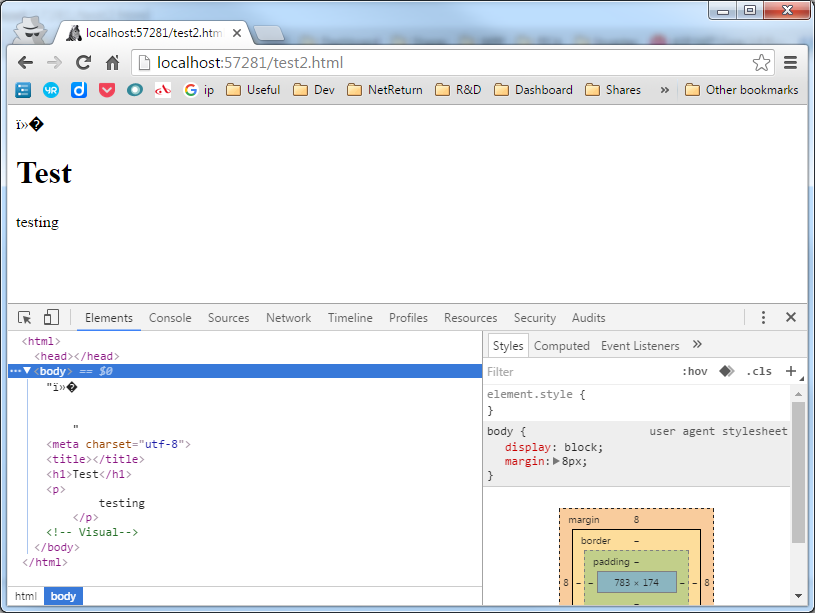 localhost:57281/test2.htm
localhost:57281/test2.html
ip Useful Dev NetReturn R&D Dashboard Shares » Other bookmarks
ï»�
Test
testing
Elements Console Sources Network Timeline Profiles Resources Security Audits
<html>
<head></head>
<body> == $0
"ï»�
"
<meta charset="utf-8">
<title></title>
<h1>Test</h1>
<p>
testing
</p>
<!-- Visual-->
</body>
</html>
html body
Styles Computed Event Listeners »
Filter :hov .cls +
element.style {
}
body { user agent stylesheet
display: block;
margin:▶8px;
}
margin 8
border –
padding –
8 – – 783 × 174 – – 8
–